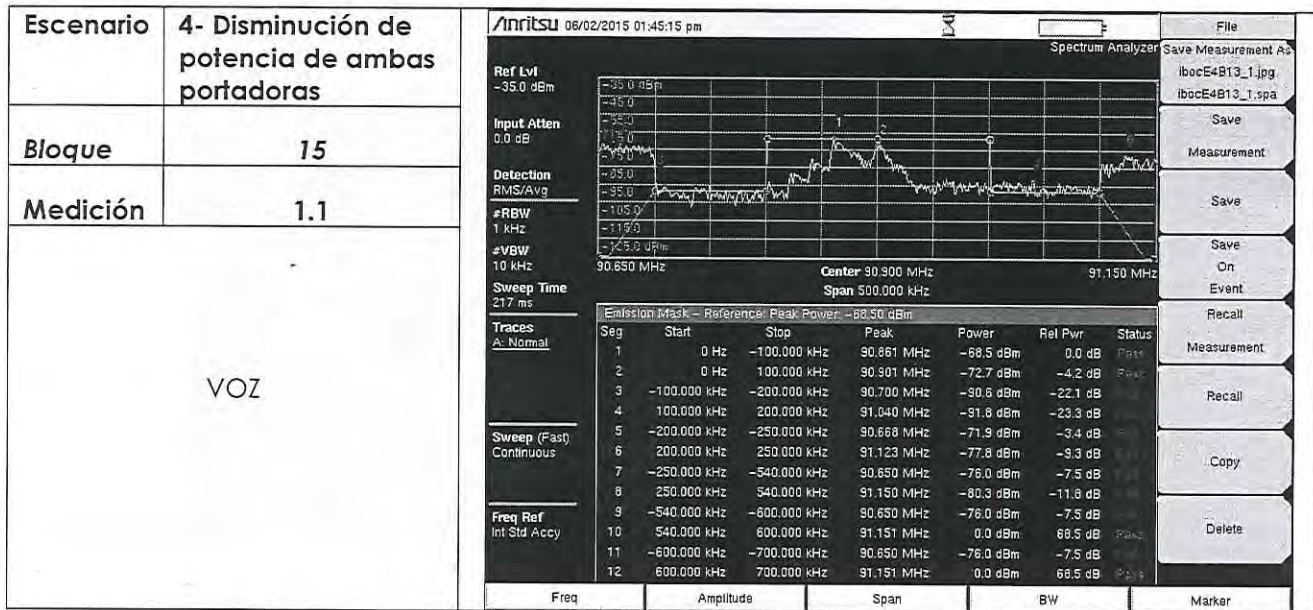 Escenario 4- Disminución de
potencia de ambas
portadoras
Bloque 15
Medición 1.1
VOZ
Anritsu 06/02/2015 01:45:15 pm
Spectrum Analyzer
Ref Lvl
-35.0 dBm
Input Atten
0.0 dB
Detection
RMS/Avg
#RBW
1 kHz
#VBW
10 kHz
Sweep Time
217 ms
Traces
A: Normal
Sweep (Fast)
Continuous
Freq Ref
Int Std Accy
-35.0 dBm
-45.0
-95.0
-105.0
1
2
90.650 MHz
Center 90.900 MHz
91.150 MHz
Span 500.000 kHz
Emission Mask - Reference: Peak Power: -68.50 dBm
Seg Start Stop Peak Power Rel Pwr Status
1 0 Hz -100.000 kHz 90.861 MHz -68.5 dBm 0.0 dB Pass
2 0 Hz 100.000 kHz 90.901 MHz -72.7 dBm -4.2 dB
3 -100.000 kHz -200.000 kHz 90.700 MHz -90.6 dBm -22.1 dB
4 100.000 kHz 200.000 kHz 91.040 MHz -91.8 dBm -23.3 dB
5 -200.000 kHz -250.000 kHz 90.668 MHz -71.9 dBm -3.4 dB
6 200.000 kHz 250.000 kHz 91.123 MHz -77.8 dBm -9.3 dB
7 -250.000 kHz -540.000 kHz 90.650 MHz -76.0 dBm -7.5 dB
8 250.000 kHz 540.000 kHz 91.150 MHz -80.3 dBm -11.8 dB
9 -540.000 kHz -600.000 kHz 90.650 MHz -76.0 dBm -7.5 dB
10 540.000 kHz 600.000 kHz 91.151 MHz 0.0 dBm 68.5 dB Pass
11 -600.000 kHz -700.000 kHz 90.650 MHz -76.0 dBm -7.5 dB
12 600.000 kHz 700.000 kHz 91.151 MHz 0.0 dBm 68.5 dB Pass
File
Save Measurement As
ibocE4B13_1.jpg
ibocE4B13_1.spa
Save
Measurement
Save
Save
On
Event
Recall
Measurement
Recall
Copy
Delete
Freq Amplitude Span BW Marker